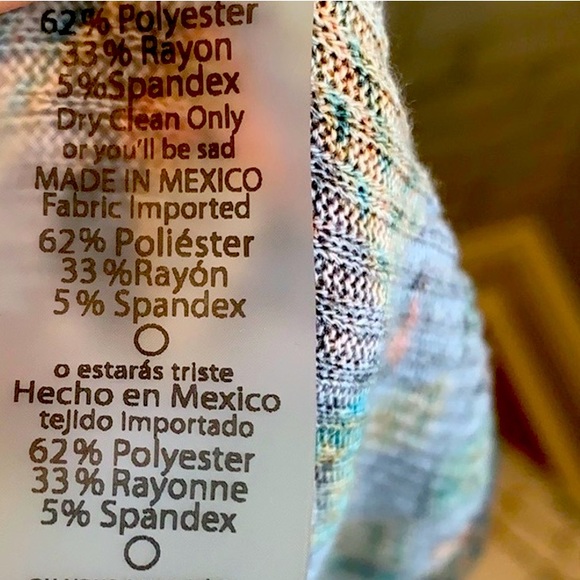 62% Polyester
33% Rayon
5% Spandex
Dry Clean Only
or you'll be sad
MADE IN MEXICO
Fabric Imported
62% Poliéster
33% Rayón
5% Spandex
o estarás triste
Hecho en Mexico
tejIdo Importado
62% Polyester
33% Rayonne
5% Spandex